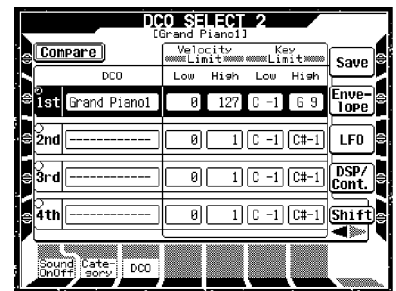 DCO SELECT 2
[Grand Piano1]
Compare
Velocity Limit
Key Limit
Save
DCO Low High Low High
1st Grand Piano1 0 127 C -1 G 9
Enve-
lope
2nd ------------ 0 1 C -1 C#-1
LFO
3rd ------------ 0 1 C -1 C#-1
DSP/
Cont.
4th ------------ 0 1 C -1 C#-1
Shift
Sound
OnOff
Cate-
gory
DCO